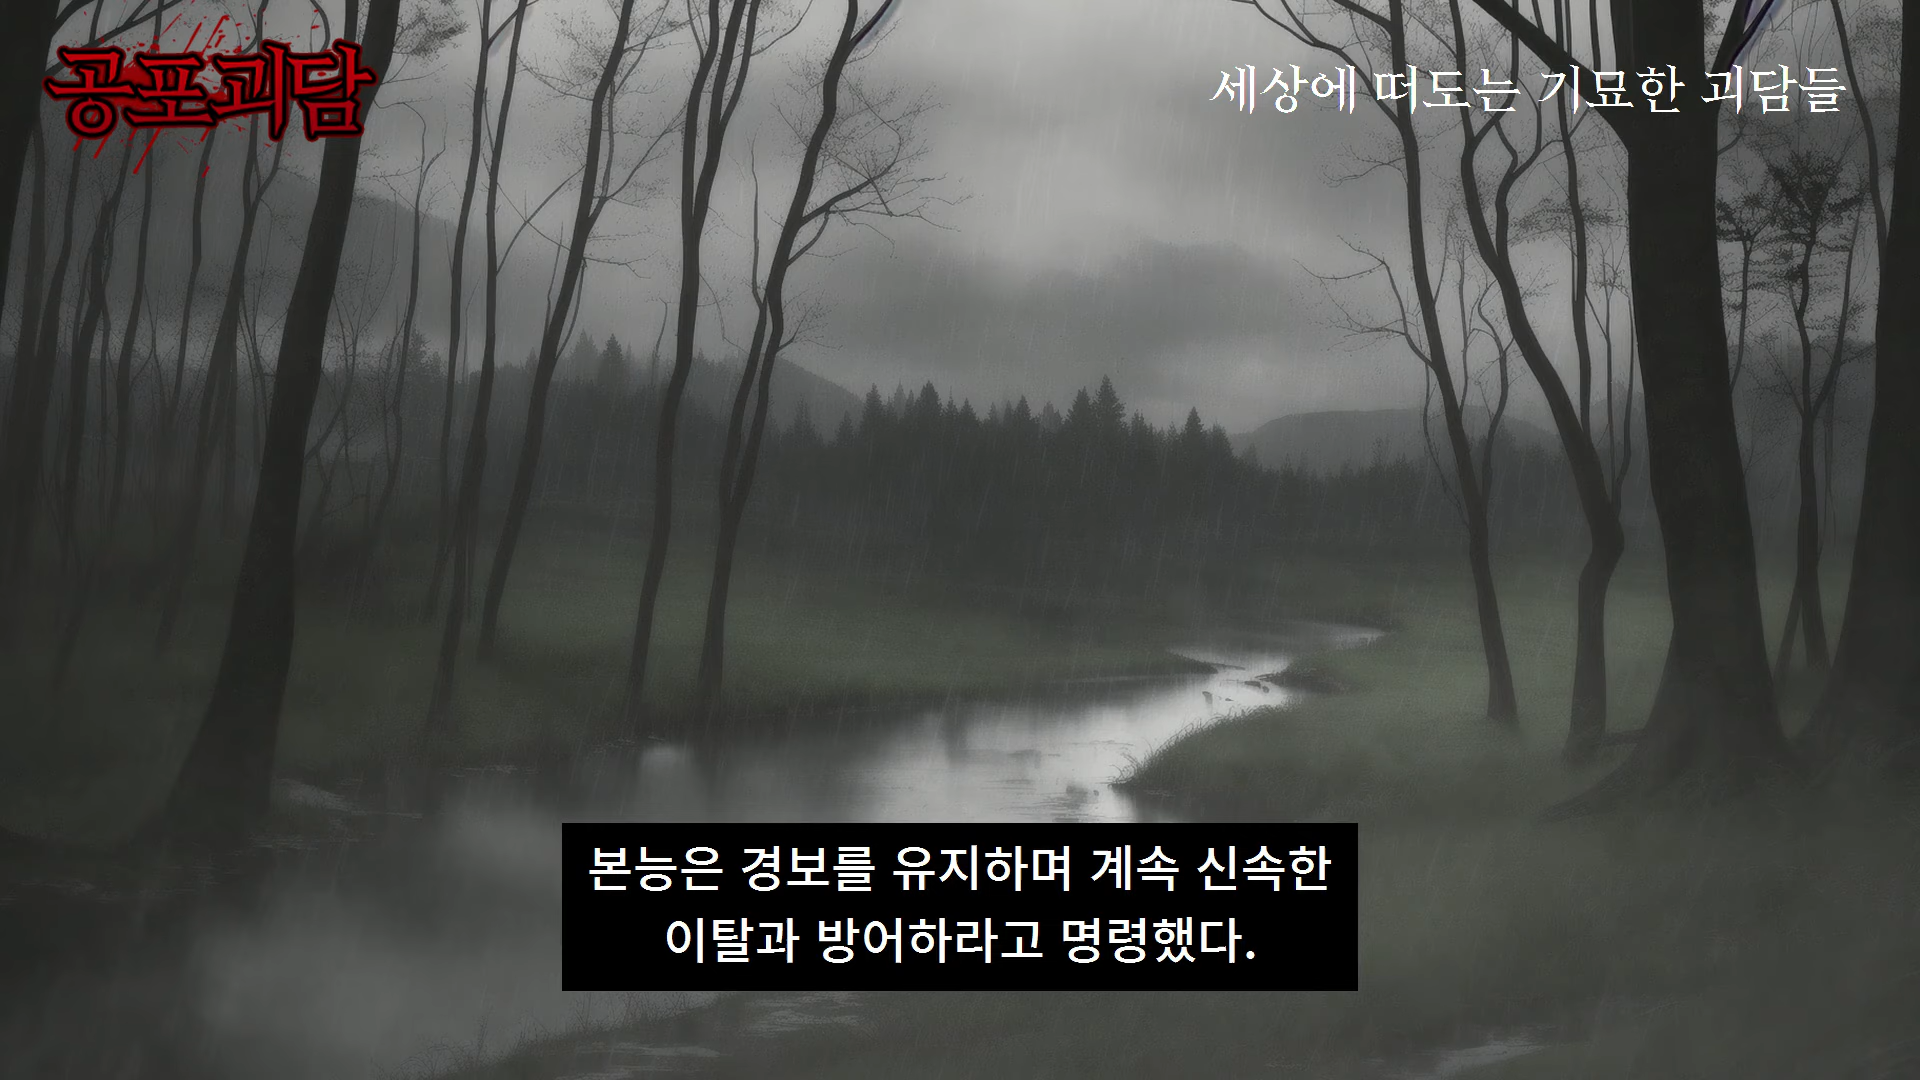 공포괴담
세상에 떠도는 기묘한 괴담들
본능은 경보를 유지하며 계속 신속한
이탈과 방어하라고 명령했다.